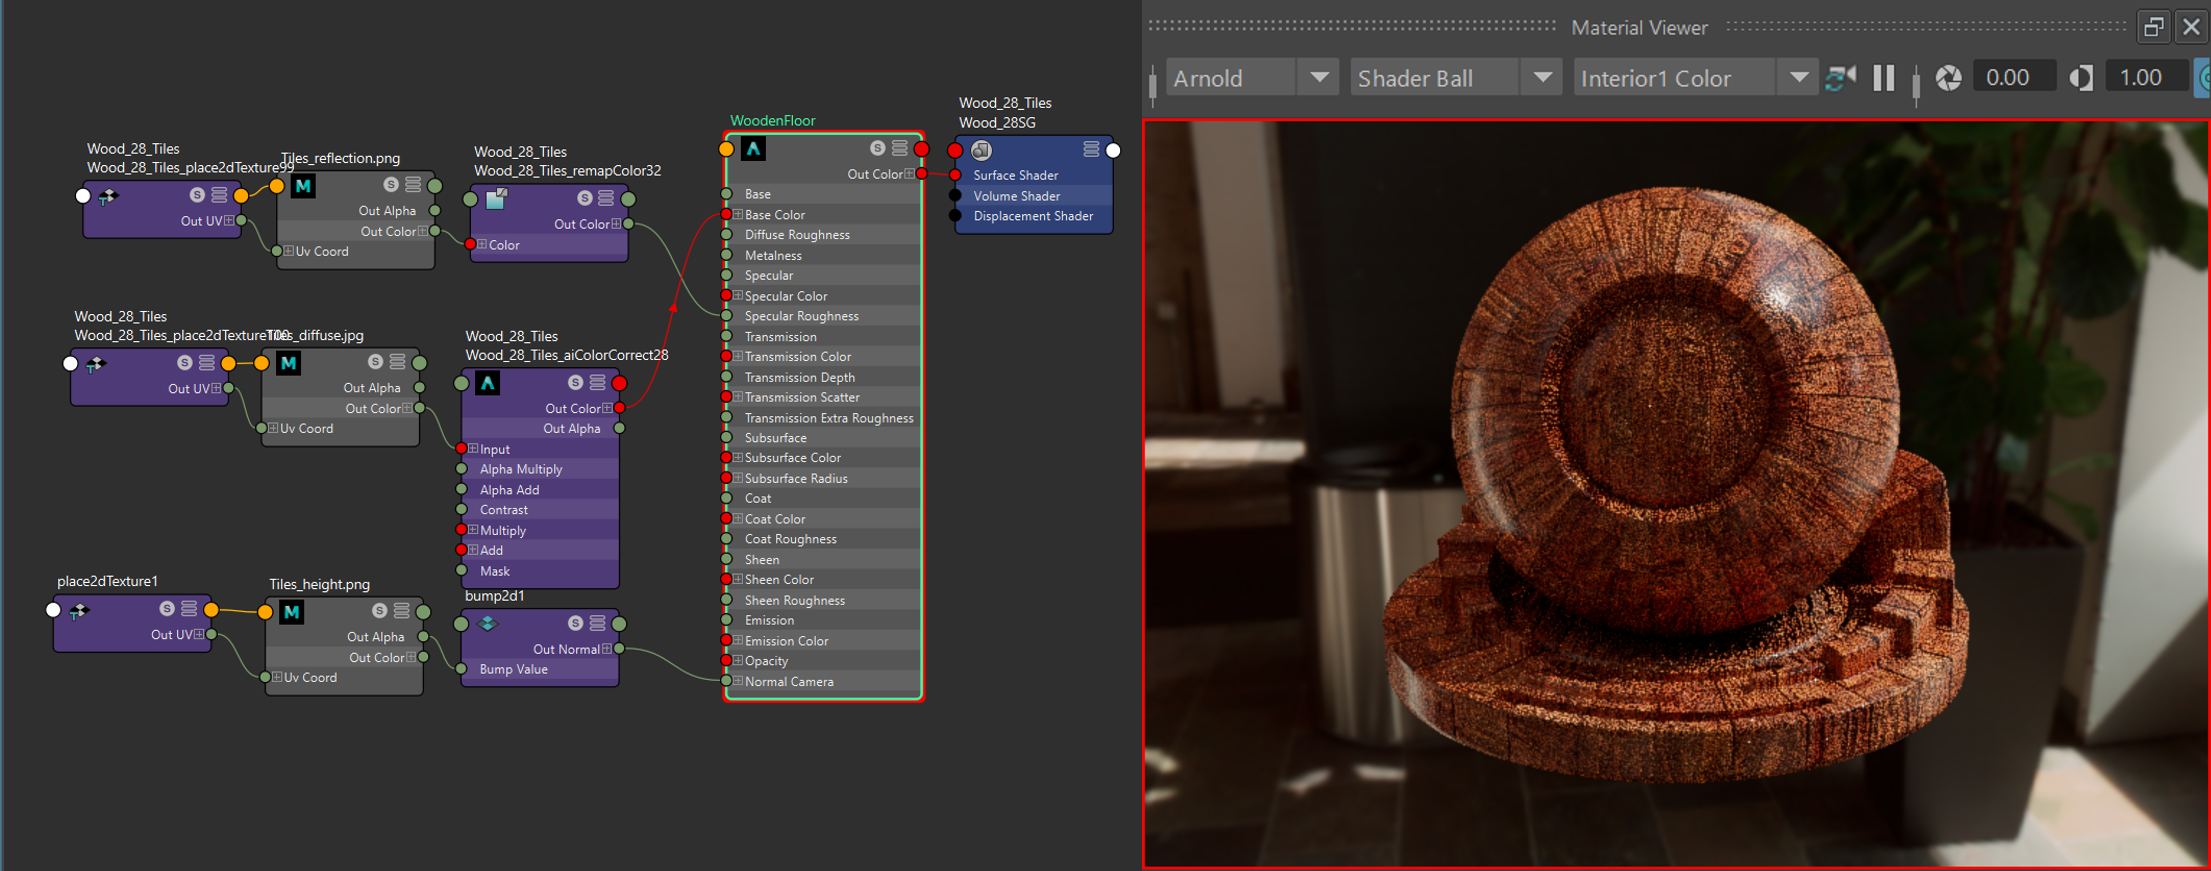 Wood_28_Tiles
Wood_28_Tiles_place2dTexture99
Out UV
Tiles_reflection.png
Out Alpha
Out Color
Uv Coord
Wood_28_Tiles
Wood_28_Tiles_remapColor32
Out Color
Color
Wood_28_Tiles
Wood_28_Tiles_place2dTexture100
Out UV
Tiles_diffuse.jpg
Out Alpha
Out Color
Uv Coord
Wood_28_Tiles
Wood_28_Tiles_aiColorCorrect28
Out Color
Out Alpha
Input
Alpha Multiply
Alpha Add
Contrast
Multiply
Add
Mask
place2dTexture1
Out UV
Tiles_height.png
Out Alpha
Out Color
Uv Coord
bump2d1
Out Normal
Bump Value
WoodenFloor
Out Color
Base
Base Color
Diffuse Roughness
Metalness
Specular
Specular Color
Specular Roughness
Transmission
Transmission Color
Transmission Depth
Transmission Scatter
Transmission Extra Roughness
Subsurface
Subsurface Color
Subsurface Radius
Coat
Coat Color
Coat Roughness
Sheen
Sheen Color
Sheen Roughness
Emission
Emission Color
Opacity
Normal Camera
Wood_28_Tiles
Wood_28SG
Surface Shader
Volume Shader
Displacement Shader
Material Viewer
Arnold
Shader Ball
Interior1 Color
0.00
1.00